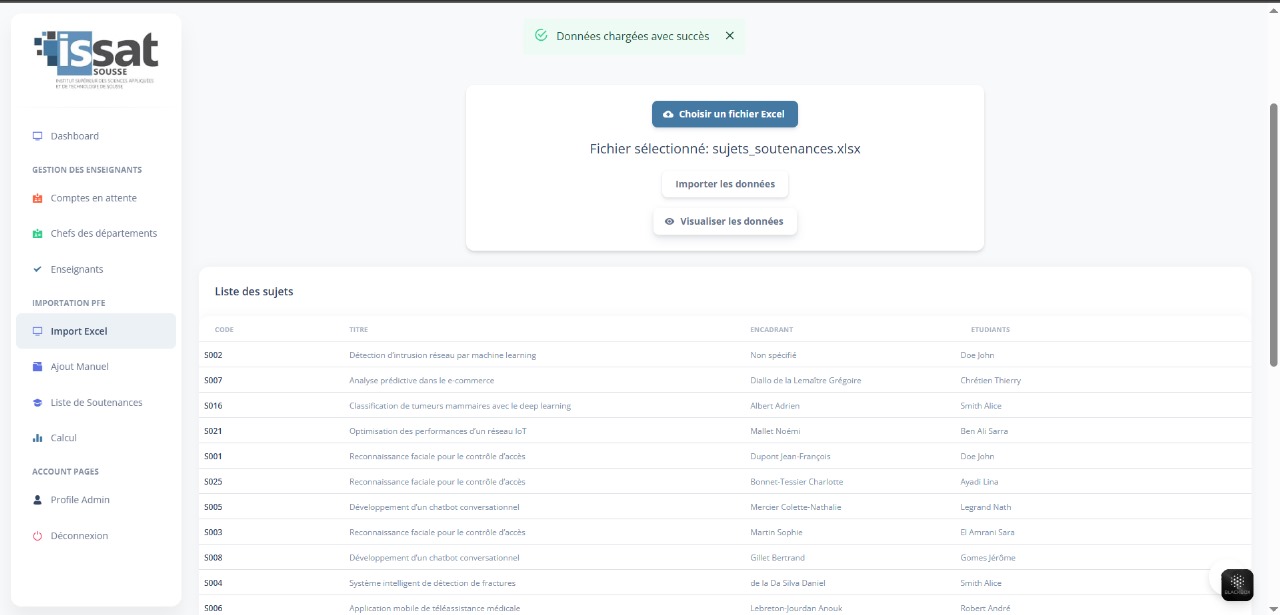 issat
SOUSSE
INSTITUT SUPÉRIEUR DES SCIENCES APPLIQUÉES
ET DE TECHNOLOGIE DE SOUSSE
Dashboard
GESTION DES ENSEIGNANTS
Comptes en attente
Chefs des départements
Enseignants
IMPORTATION PFE
Import Excel
Ajout Manuel
Liste de Soutenances
Calcul
ACCOUNT PAGES
Profile Admin
Déconnexion
Données chargées avec succès
Choisir un fichier Excel
Fichier sélectionné: sujets_soutenances.xlsx
Importer les données
Visualiser les données
Liste des sujets
CODE TITRE ENCADRANT ETUDIANTS
S002 Détection d'intrusion réseau par machine learning Non spécifié Doe John
S007 Analyse prédictive dans le e-commerce Diallo de la Lemaître Grégoire Chrétien Thierry
S016 Classification de tumeurs mammaires avec le deep learning Albert Adrien Smith Alice
S021 Optimisation des performances d'un réseau IoT Mallet Noémi Ben Ali Sarra
S001 Reconnaissance faciale pour le contrôle d'accès Dupont Jean-François Doe John
S025 Reconnaissance faciale pour le contrôle d'accès Bonnet-Tessier Charlotte Ayadi Lina
S005 Développement d'un chatbot conversationnel Mercier Colette-Nathalie Legrand Nath
S003 Reconnaissance faciale pour le contrôle d'accès Martin Sophie El Amrani Sara
S008 Développement d'un chatbot conversationnel Gillet Bertrand Gomes Jérôme
S004 Système intelligent de détection de fractures de la Da Silva Daniel Smith Alice
S006 Application mobile de téléassistance médicale Lebreton-Jourdan Anouk Robert André
BLACKBOX